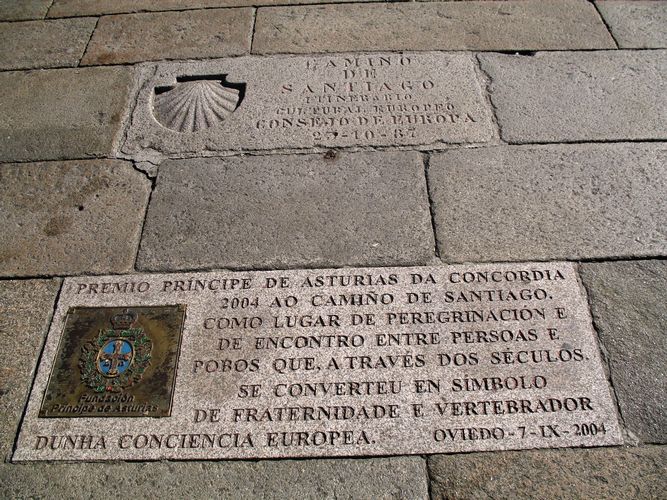 CAMINO
DE
SANTIAGO
ITINERARIO
CULTURAL EUROPEO
CONSEJO DE EUROPA
23-10-87
PREMIO PRÍNCIPE DE ASTURIAS DA CONCORDIA
2004 AO CAMIÑO DE SANTIAGO.
COMO LUGAR DE PEREGRINACIÓN E
DE ENCONTRO ENTRE PERSOAS E
POBOS QUE, A TRAVÉS DOS SÉCULOS.
SE CONVERTEU EN SÍMBOLO
DE FRATERNIDADE E VERTEBRADOR
DUNHA CONCIENCIA EUROPEA. OVIEDO-7-IX-2004
Fundación
Príncipe de Asturias